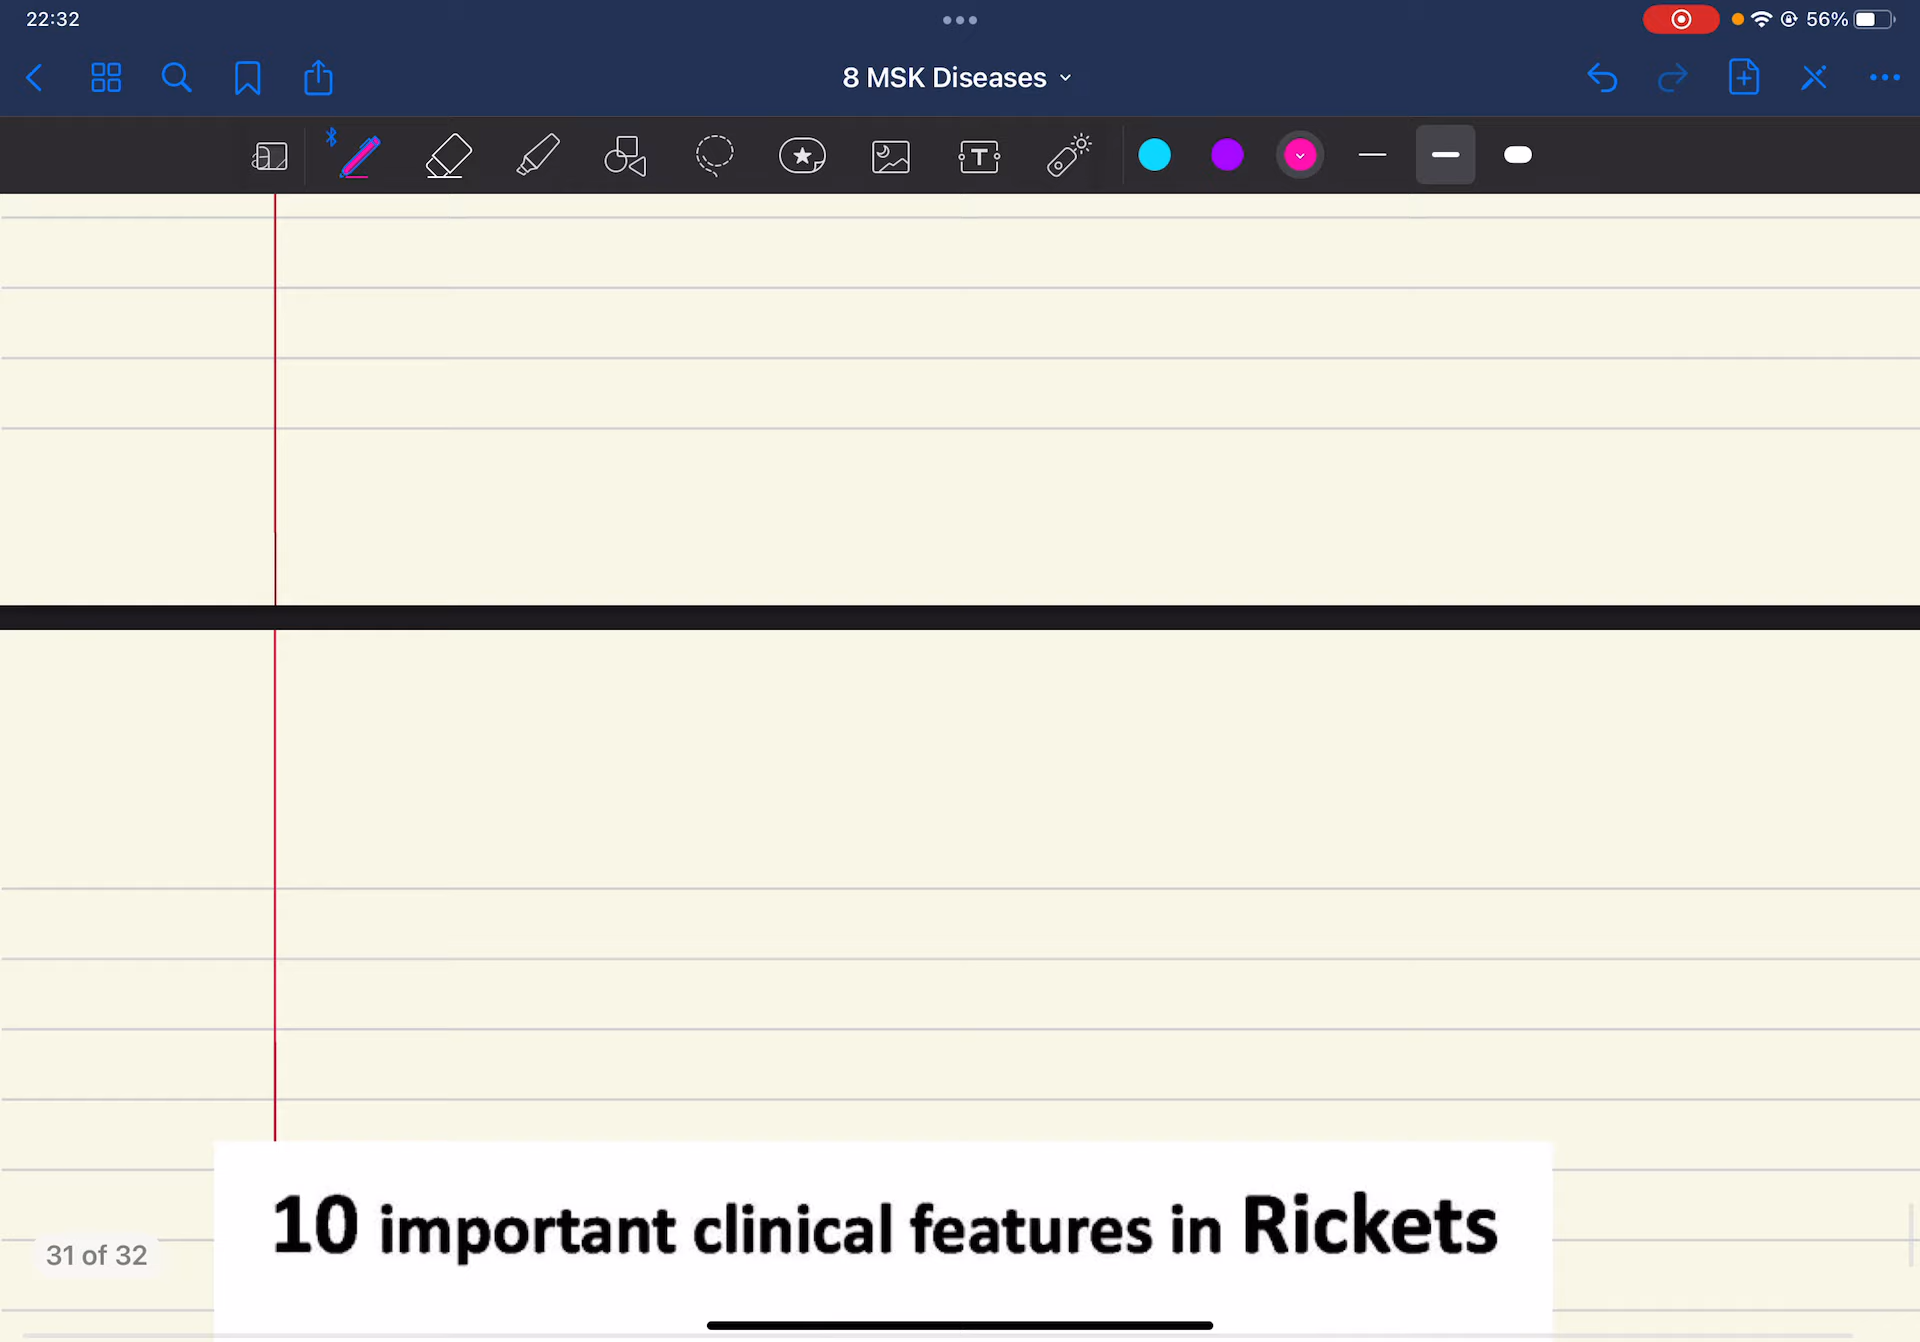 22:32
56%
8 MSK Diseases
10 important clinical features in Rickets
31 of 32